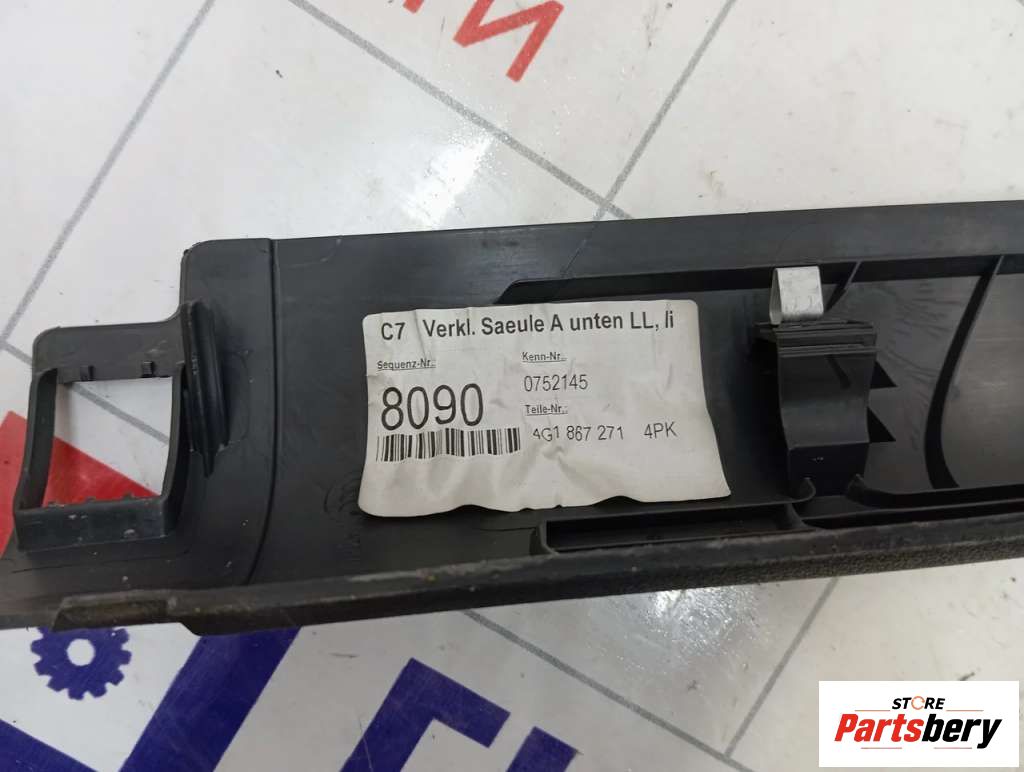 C7 Verkl. Saeule A unten LL, li
Sequenz-Nr.:
Kenn-Nr.:
8090
0752145
Teile-Nr.:
4G1 867 271 4PK
STORE
Partsbery